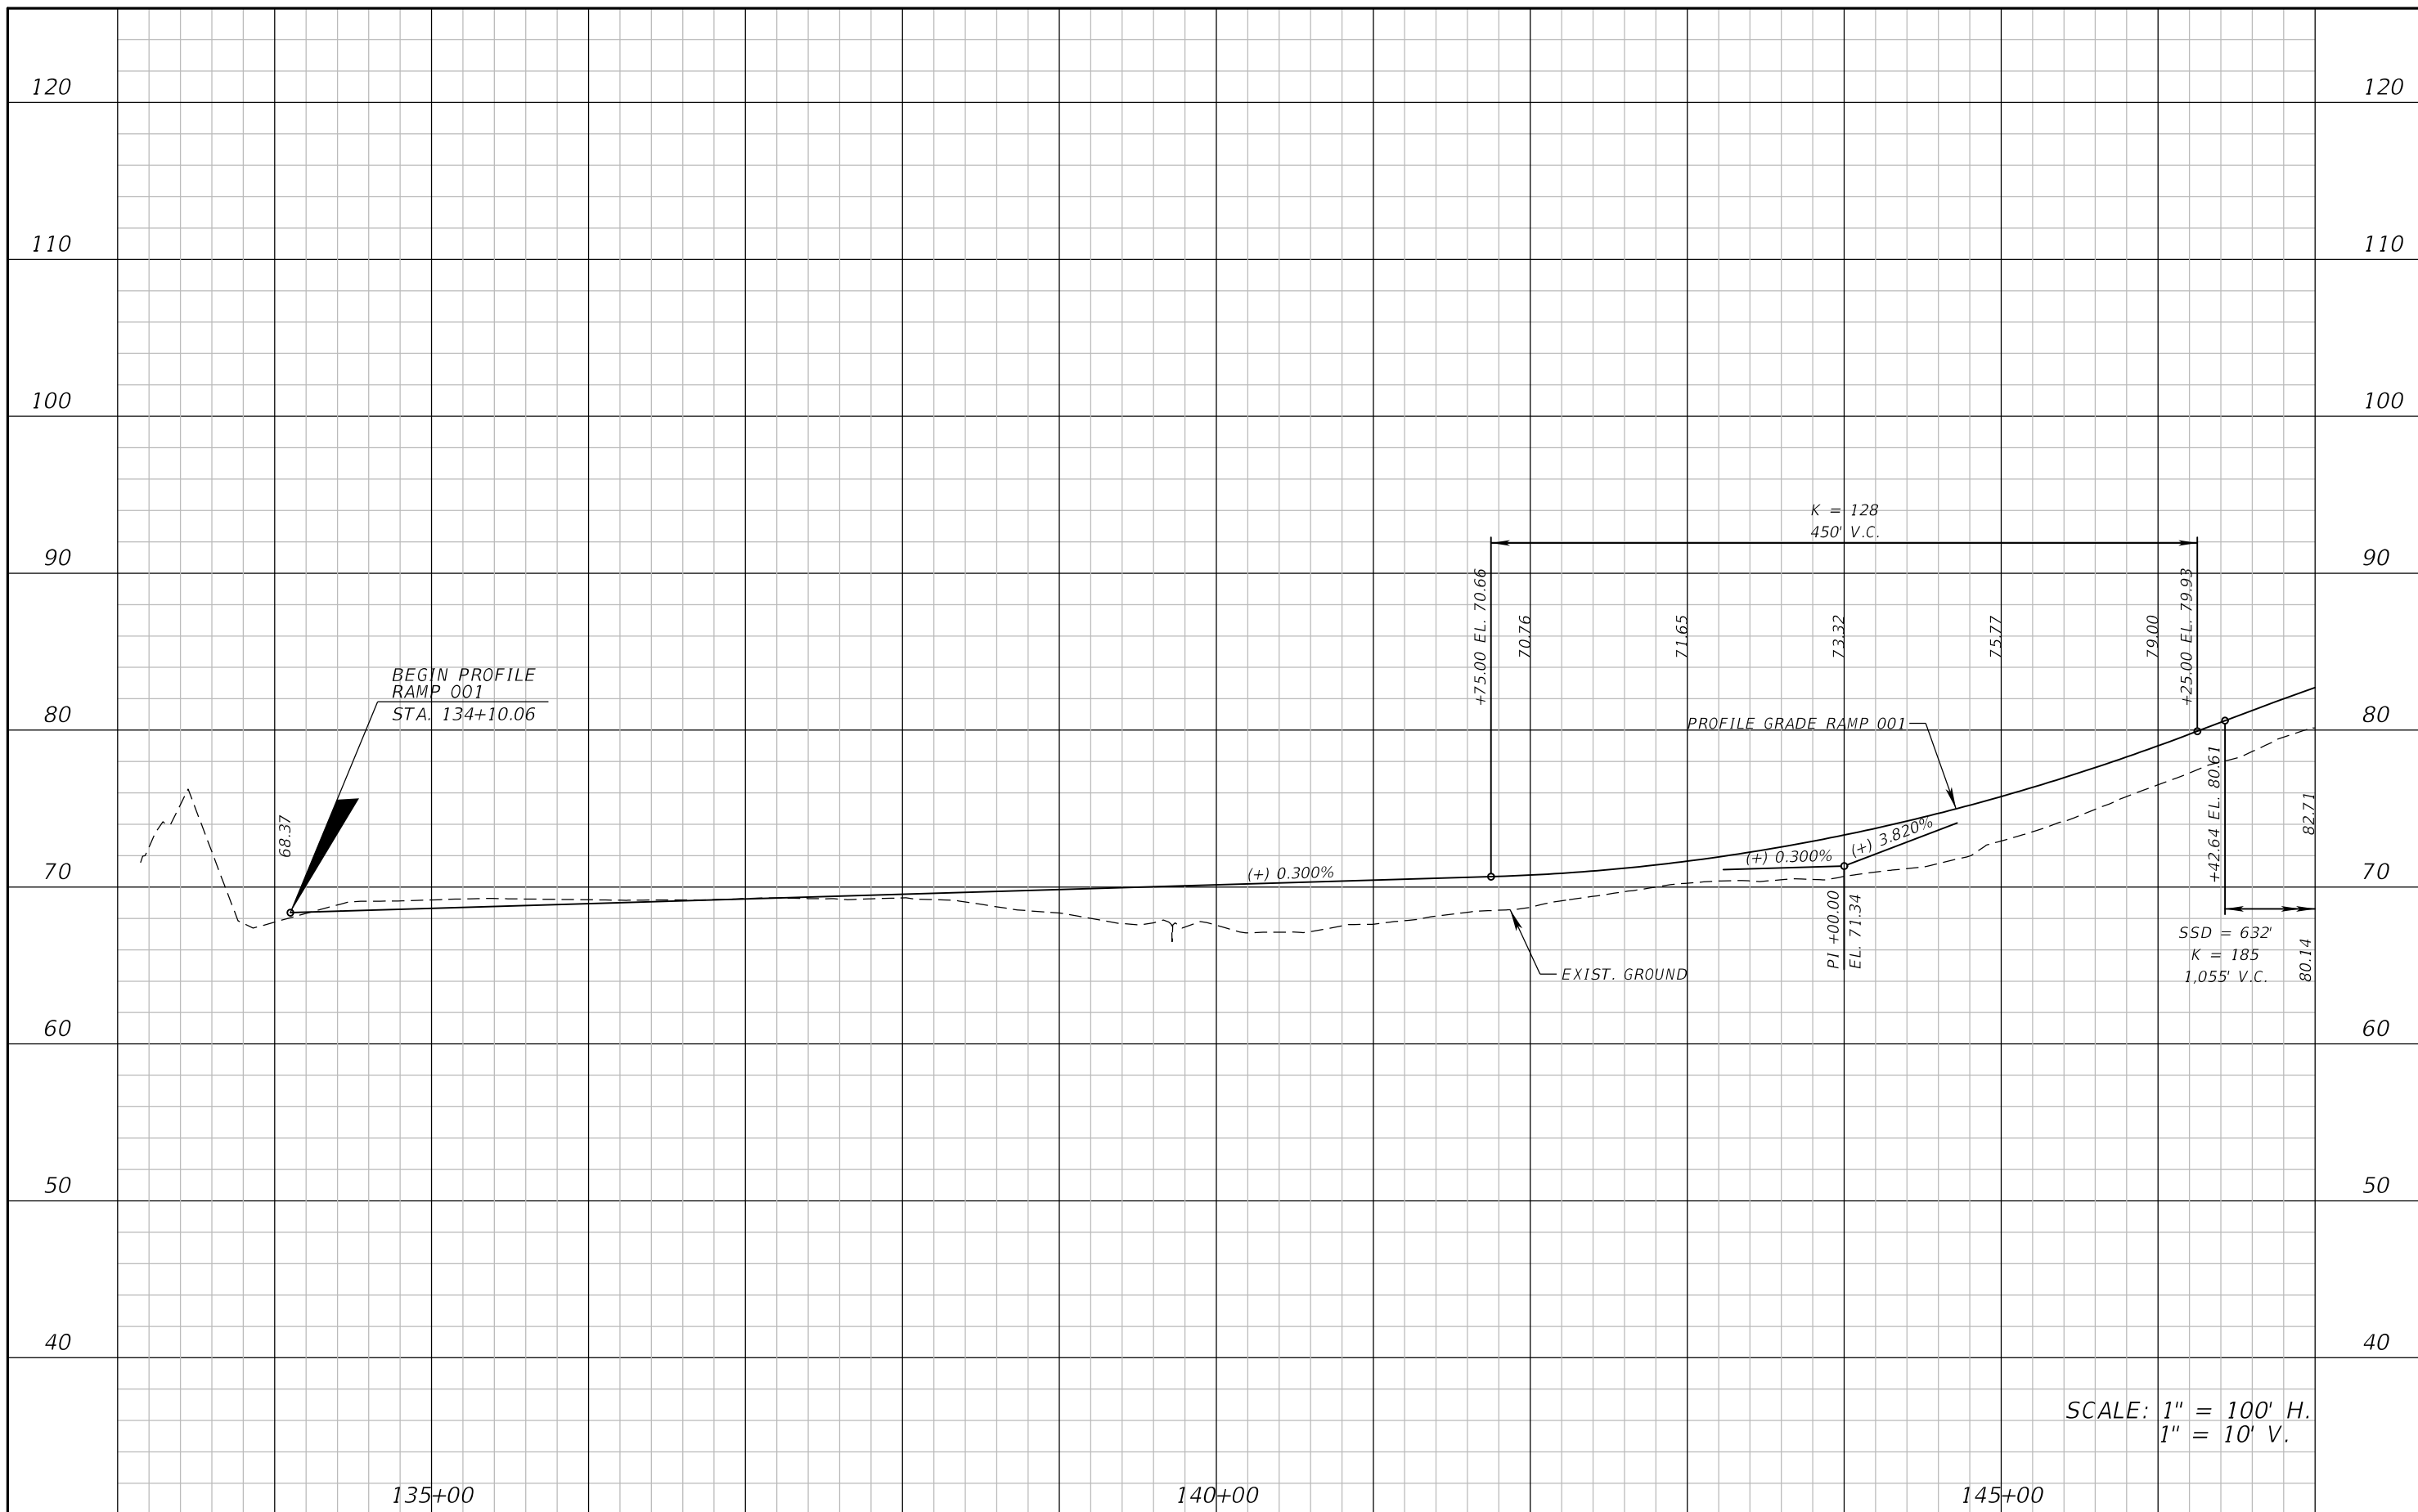 120
120
110
110
100
100
K = 128
450' V.C.
90
90
+75.00 EL. 70.66
70.76
71.65
73.32
75.77
79.00
+25.00 EL. 79.93
BEGIN PROFILE
RAMP 001
STA. 134+10.06
80
80
PROFILE GRADE RAMP 001
68.37
+42.64 EL. 80.61
82.71
70
70
(+) 0.300%
(+) 0.300%
(+) 3.820%
PI +00.00
EL. 71.34
EXIST. GROUND
SSD = 632'
K = 185
1,055' V.C.
80.14
60
60
50
50
40
40
SCALE: 1" = 100' H.
1" = 10' V.
135+00
140+00
145+00